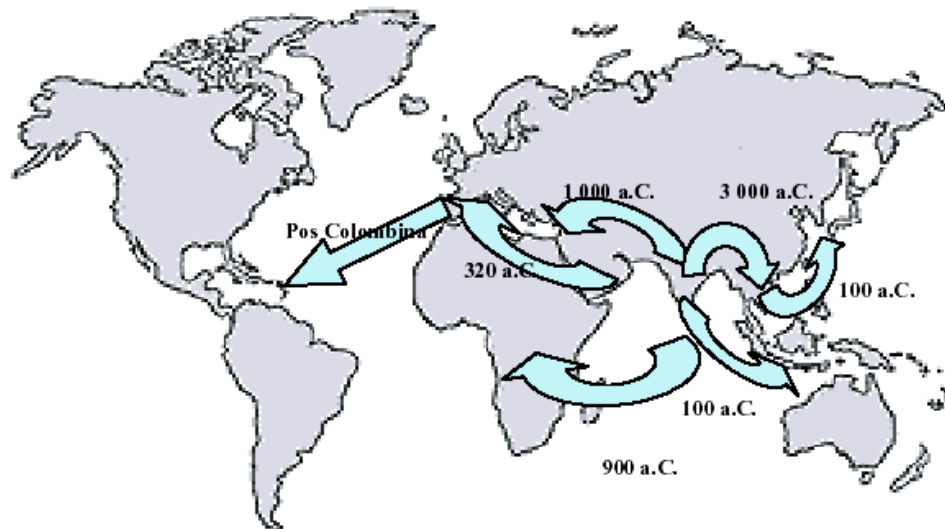 1 000 a.C.
3 000 a.C.
Pos Colombina
320 a.C.
100 a.C.
100 a.C.
900 a.C.